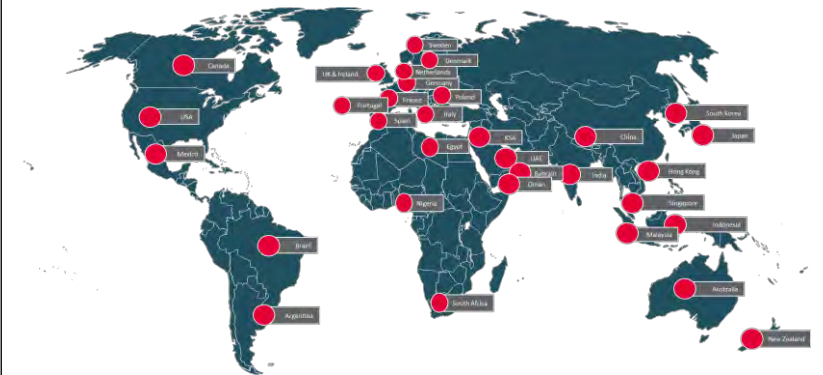 Sweden
Denmark
Canada
UK & Ireland
Netherlands
Germany
Poland
France
Portugal
South Korea
USA
Italy
Spain
KSA
China
Japan
Mexico
Egypt
UAE
Bahrain
India
Hong Kong
Oman
Nigeria
Singapore
Indonesia
Malaysia
Brazil
Australia
South Africa
Argentina
New Zealand